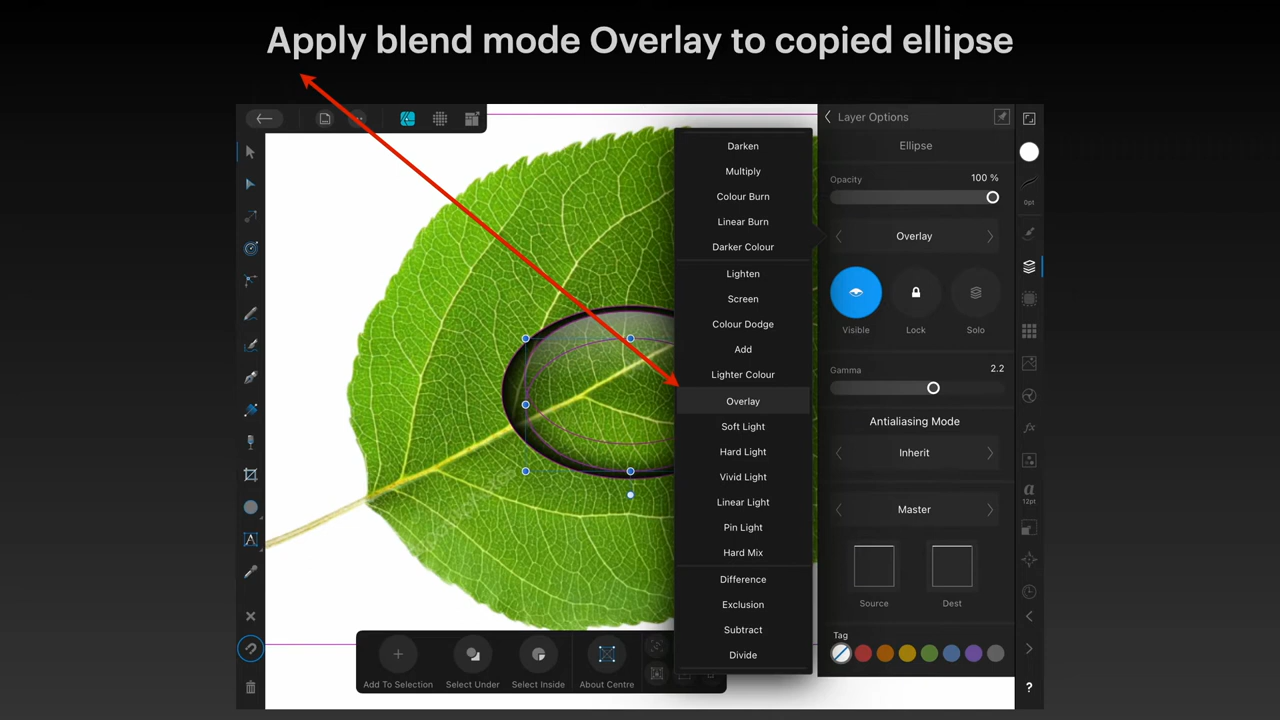 Apply blend mode Overlay to copied ellipse
Layer Options
Ellipse
Opacity
100 %
Overlay
Visible
Lock
Solo
Gamma
2.2
Antialiasing Mode
Inherit
Master
Source
Dest
Tag
Darken
Multiply
Colour Burn
Linear Burn
Darker Colour
Lighten
Screen
Colour Dodge
Add
Lighter Colour
Overlay
Soft Light
Hard Light
Vivid Light
Linear Light
Pin Light
Hard Mix
Difference
Exclusion
Subtract
Divide
Add To Selection
Select Under
Select Inside
About Centre
0pt
fx
a
12pt
A
?